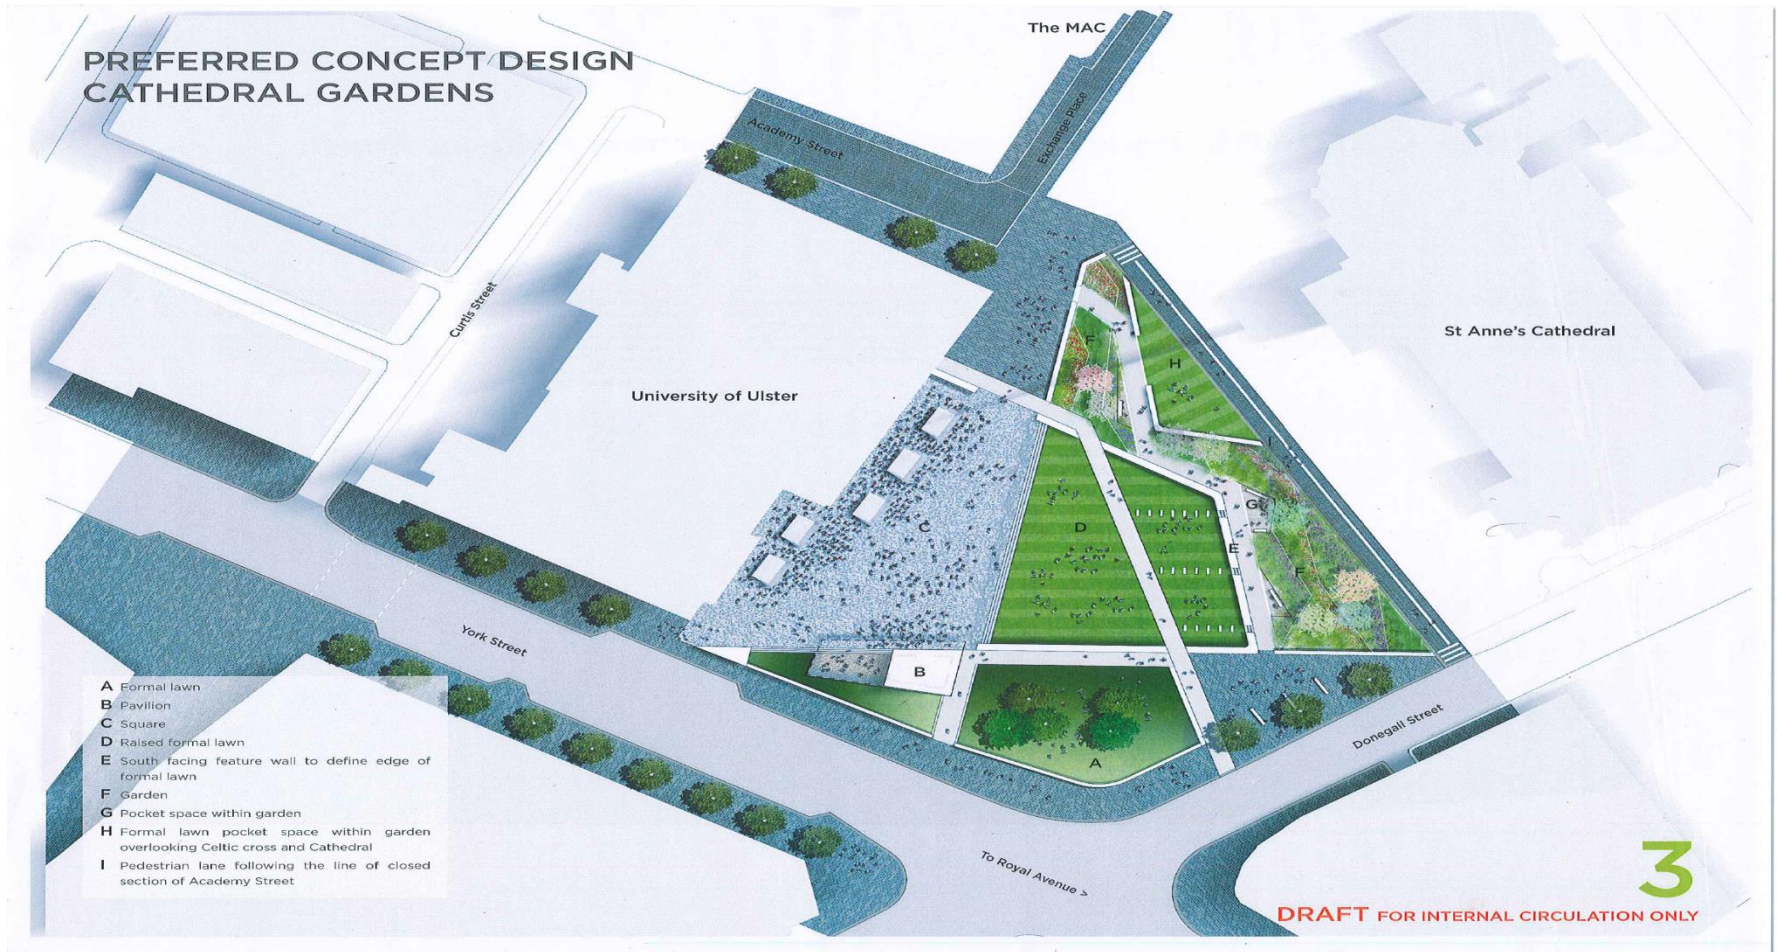 PREFERRED CONCEPT DESIGN
CATHEDRAL GARDENS
The MAC
Academy Street
Exchange Place
Curtis Street
St Anne's Cathedral
University of Ulster
F
H
I
G
C
D
E
F
York Street
B
Donegall Street
A
A Formal lawn
B Pavilion
C Square
D Raised formal lawn
E South facing feature wall to define edge of
formal lawn
F Garden
G Pocket space within garden
H Formal lawn pocket space within garden
overlooking Celtic cross and Cathedral
I Pedestrian lane following the line of closed
section of Academy Street
To Royal Avenue >
3
DRAFT FOR INTERNAL CIRCULATION ONLY